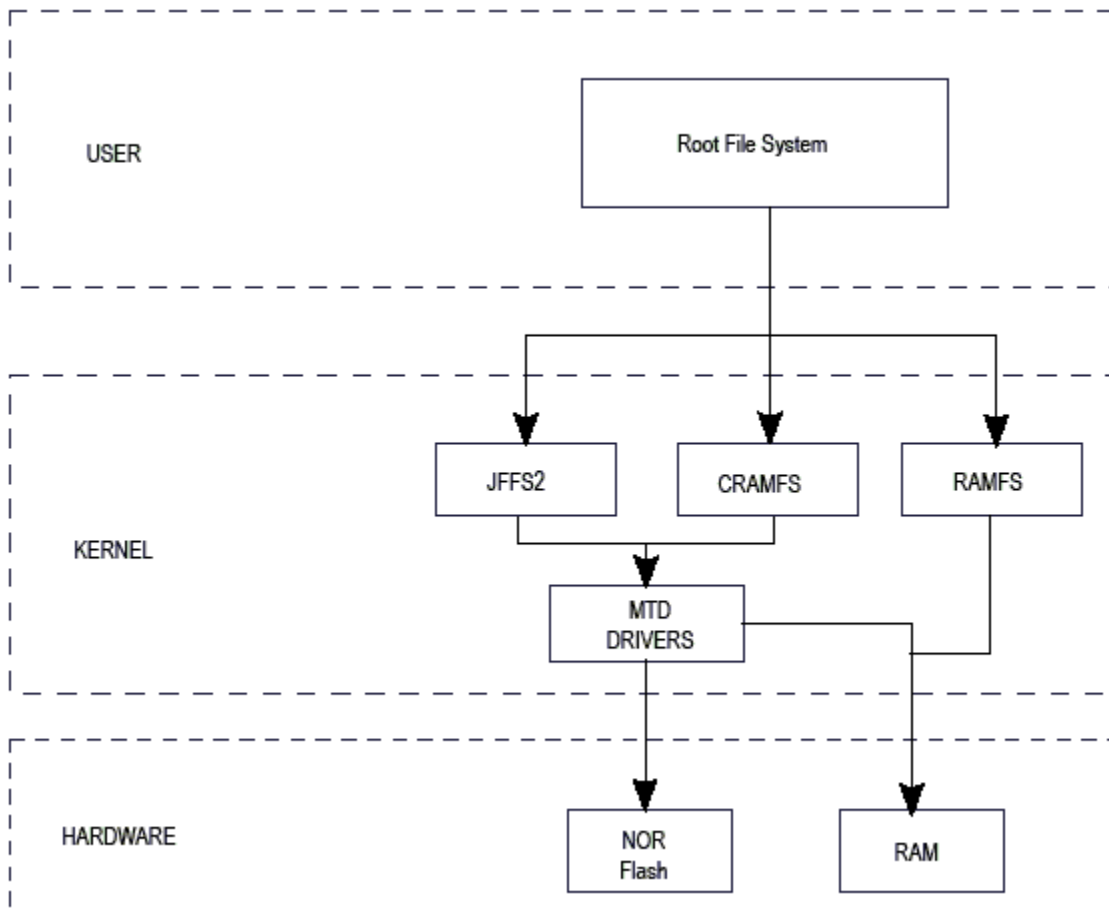 USER
Root File System
JFFS2
CRAMFS
RAMFS
KERNEL
MTD
DRIVERS
HARDWARE
NOR
Flash
RAM